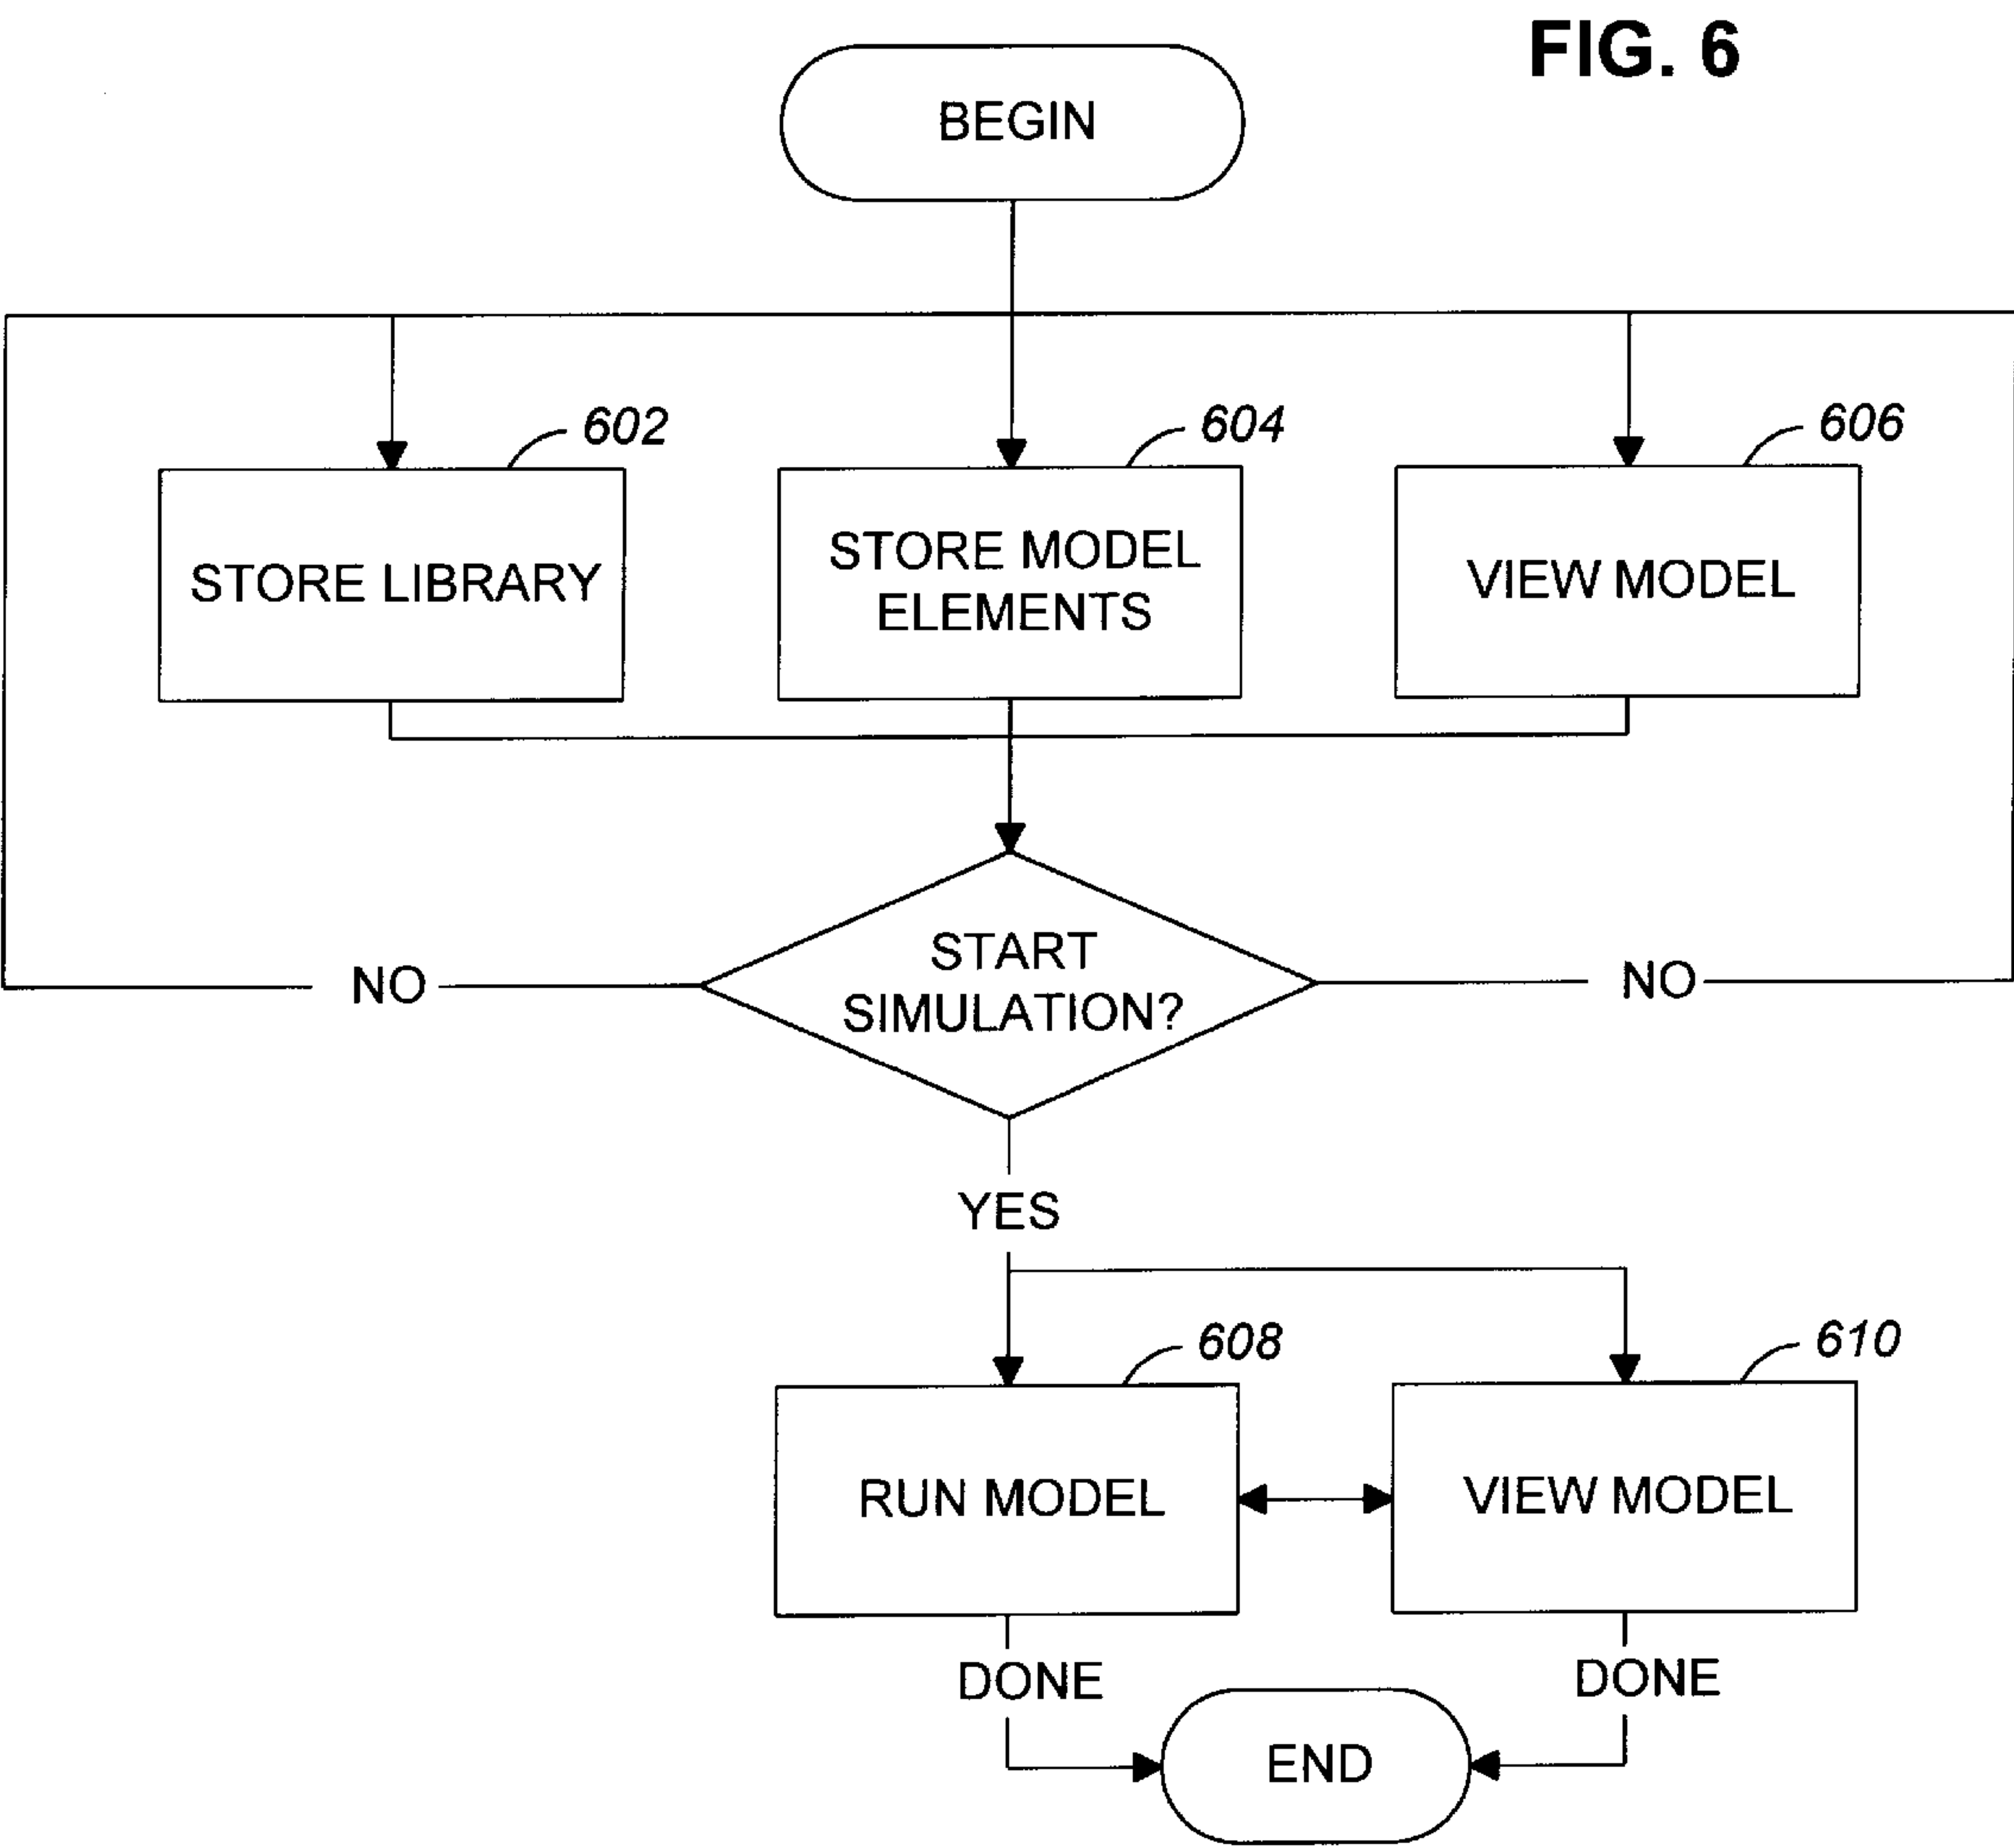 FIG. 6
BEGIN
602
604
606
STORE LIBRARY
STORE MODEL
ELEMENTS
VIEW MODEL
START
SIMULATION?
NO
NO
YES
608
610
RUN MODEL
VIEW MODEL
DONE
DONE
END